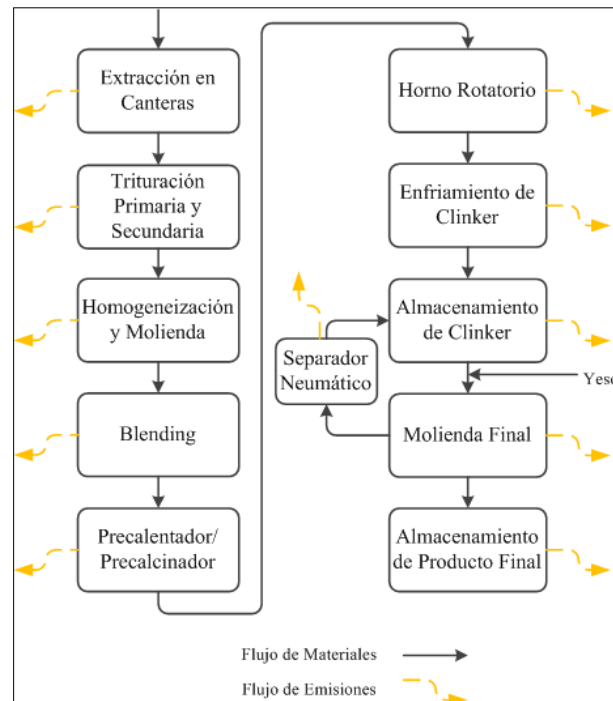 Extracción en
Canteras
Trituración
Primaria y
Secundaria
Homogeneización
y Molienda
Blending
Precalentador/
Precalcinador
Horno Rotatorio
Enfriamiento de
Clinker
Almacenamiento
de Clinker
Separador
Neumático
Yeso
Molienda Final
Almacenamiento
de Producto Final
Flujo de Materiales
Flujo de Emisiones